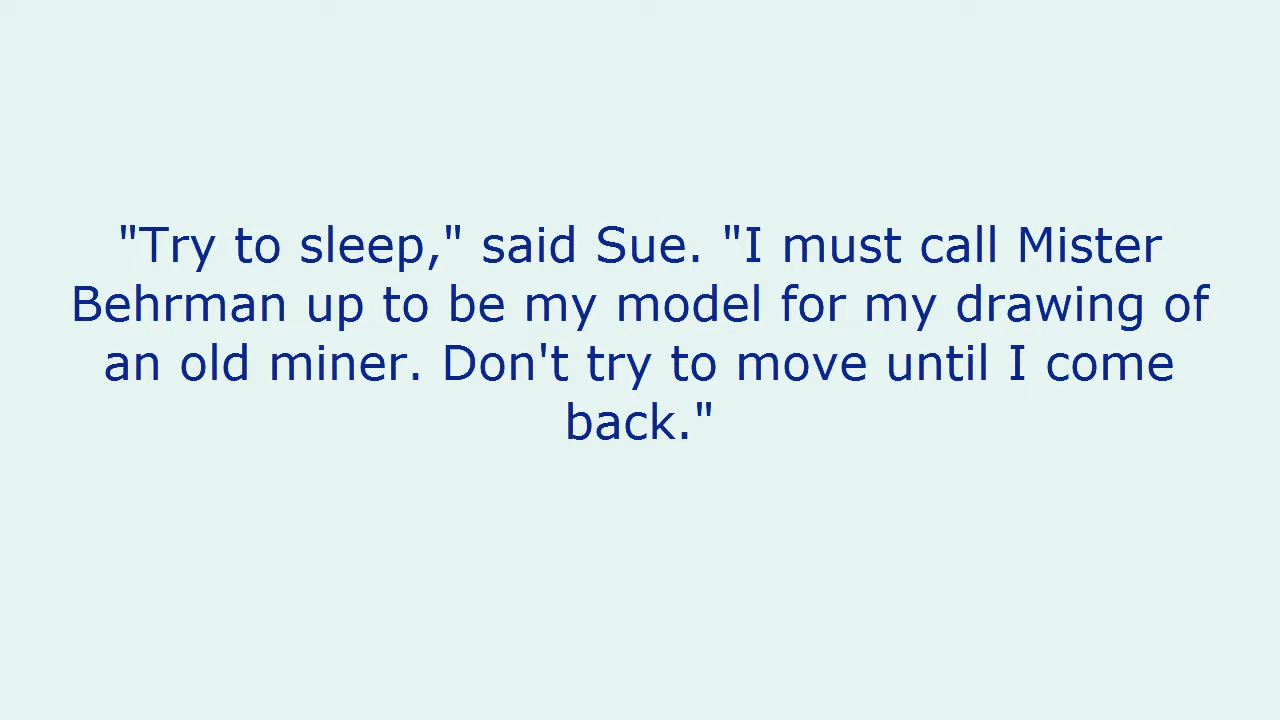 "Try to sleep," said Sue. "I must call Mister
Behrman up to be my model for my drawing of
an old miner. Don't try to move until I come
back."